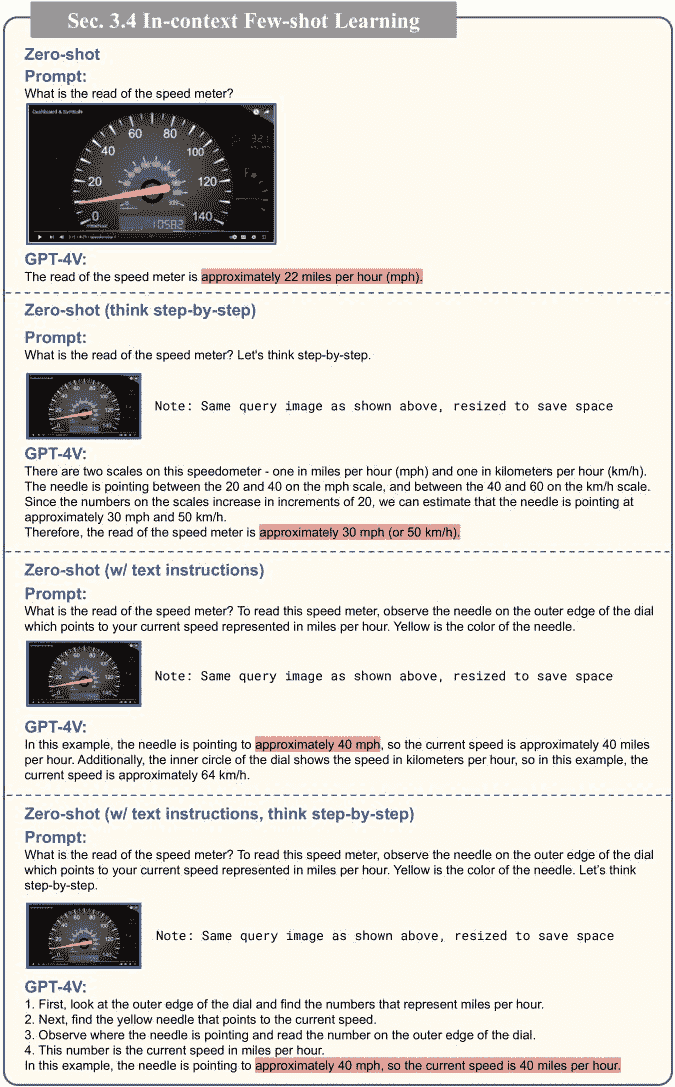 Sec. 3.4 In-context Few-shot Learning
Zero-shot
Prompt:
What is the read of the speed meter?
Dashboard & Symbols
60 80
40 100
20 120
0 140
10582
GPT-4V:
The read of the speed meter is approximately 22 miles per hour (mph).
Zero-shot (think step-by-step)
Prompt:
What is the read of the speed meter? Let's think step-by-step.
Note: Same query image as shown above, resized to save space
GPT-4V:
There are two scales on this speedometer - one in miles per hour (mph) and one in kilometers per hour (km/h).
The needle is pointing between the 20 and 40 on the mph scale, and between the 40 and 60 on the km/h scale.
Since the numbers on the scales increase in increments of 20, we can estimate that the needle is pointing at
approximately 30 mph and 50 km/h.
Therefore, the read of the speed meter is approximately 30 mph (or 50 km/h).
Zero-shot (w/ text instructions)
Prompt:
What is the read of the speed meter? To read this speed meter, observe the needle on the outer edge of the dial
which points to your current speed represented in miles per hour. Yellow is the color of the needle.
Note: Same query image as shown above, resized to save space
GPT-4V:
In this example, the needle is pointing to approximately 40 mph, so the current speed is approximately 40 miles
per hour. Additionally, the inner circle of the dial shows the speed in kilometers per hour, so in this example, the
current speed is approximately 64 km/h.
Zero-shot (w/ text instructions, think step-by-step)
Prompt:
What is the read of the speed meter? To read this speed meter, observe the needle on the outer edge of the dial
which points to your current speed represented in miles per hour. Yellow is the color of the needle. Let's think
step-by-step.
Note: Same query image as shown above, resized to save space
GPT-4V:
1. First, look at the outer edge of the dial and find the numbers that represent miles per hour.
2. Next, find the yellow needle that points to the current speed.
3. Observe where the needle is pointing and read the number on the outer edge of the dial.
4. This number is the current speed in miles per hour.
In this example, the needle is pointing to approximately 40 mph, so the current speed is 40 miles per hour.